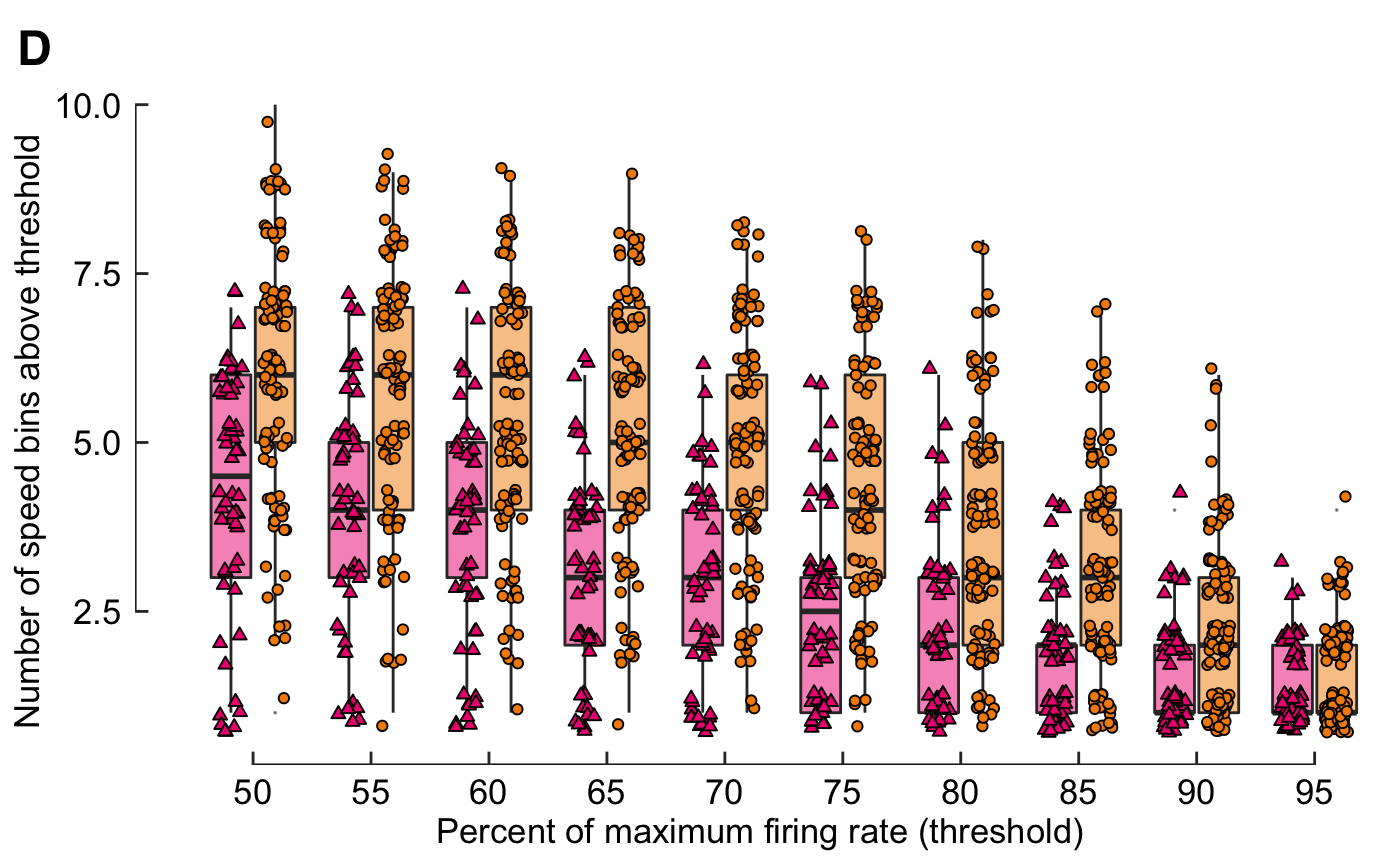 D
Number of speed bins above threshold
10.0
7.5
5.0
2.5
50 55 60 65 70 75 80 85 90 95
Percent of maximum firing rate (threshold)